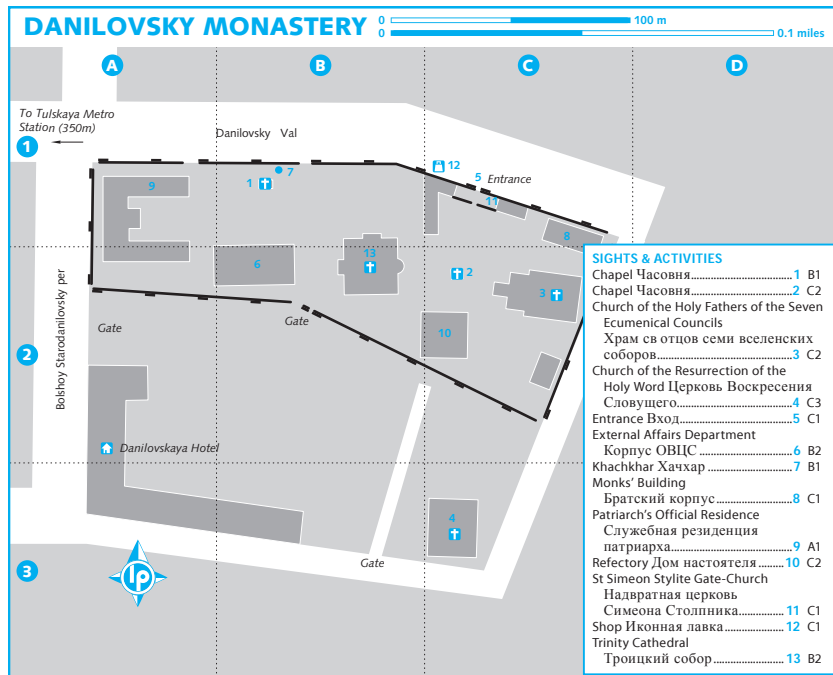 DANILOVSKY MONASTERY
0 100 m
0 0.1 miles
A B C D
To Tulskaya Metro
Station (350m)
Danilovsky Val
1
12
7
1
5 Entrance
9
11
8
13
6
2
3
Bolshoy Starodanilovsky per
Gate
Gate
10
2
Danilovskaya Hotel
4
Gate
3
lp
SIGHTS & ACTIVITIES
Chapel Часовня 1 B1
Chapel Часовня 2 C2
Church of the Holy Fathers of the Seven
Ecumenical Councils
Храм св отцов семи вселенских
соборов 3 C2
Church of the Resurrection of the
Holy Word Церковь Воскресения
Словущего 4 C3
Entrance Вход 5 C1
External Affairs Department
Корпус ОВЦС 6 B2
Khachkhar Хачхар 7 B1
Monks' Building
Братский корпус 8 C1
Patriarch's Official Residence
Служебная резиденция
патриарха 9 A1
Refectory Дом настоятеля 10 C2
St Simeon Stylite Gate-Church
Надвратная церковь
Симеона Столпника 11 C1
Shop Иконная лавка 12 C1
Trinity Cathedral
Троицкий собор 13 B2